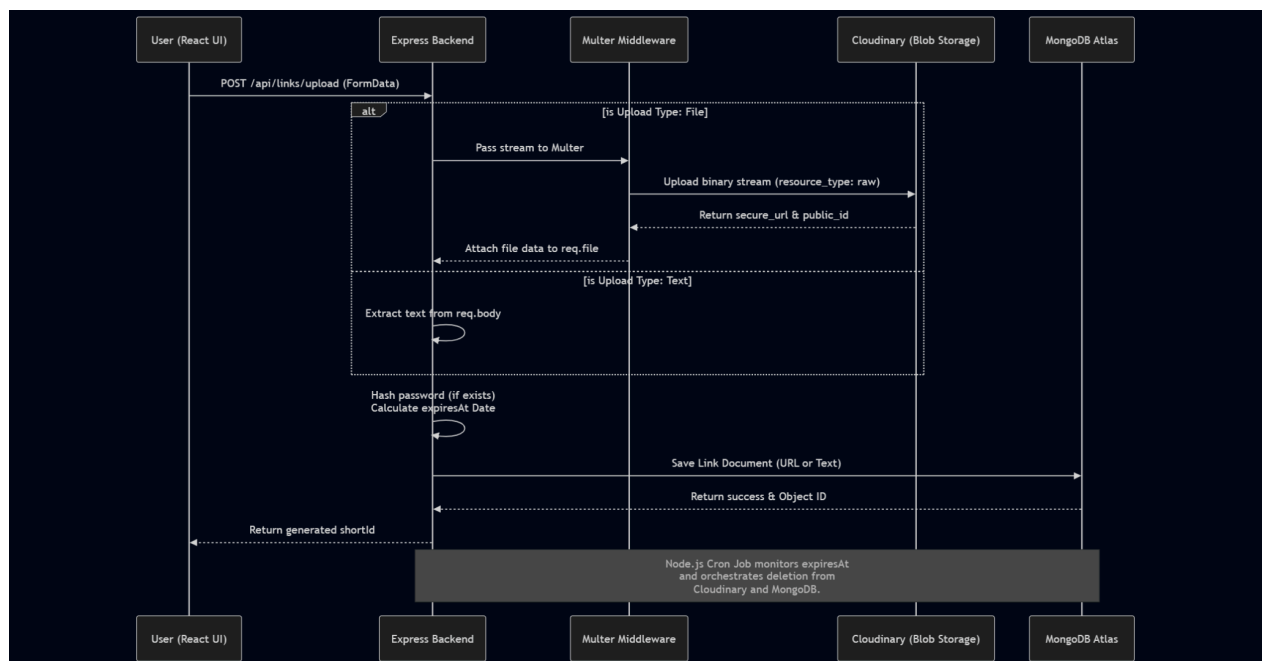 User (React UI)
Express Backend
Multer Middleware
Cloudinary (Blob Storage)
MongoDB Atlas
POST /api/links/upload (FormData)
alt
[is Upload Type: File]
Pass stream to Multer
Upload binary stream (resource_type: raw)
Return secure_url & public_id
Attach file data to req.file
[is Upload Type: Text]
Extract text from req.body
Hash password (if exists)
Calculate expiresAt Date
Save Link Document (URL or Text)
Return success & Object ID
Return generated shortId
Node.js Cron Job monitors expiresAt
and orchestrates deletion from
Cloudinary and MongoDB.
User (React UI)
Express Backend
Multer Middleware
Cloudinary (Blob Storage)
MongoDB Atlas